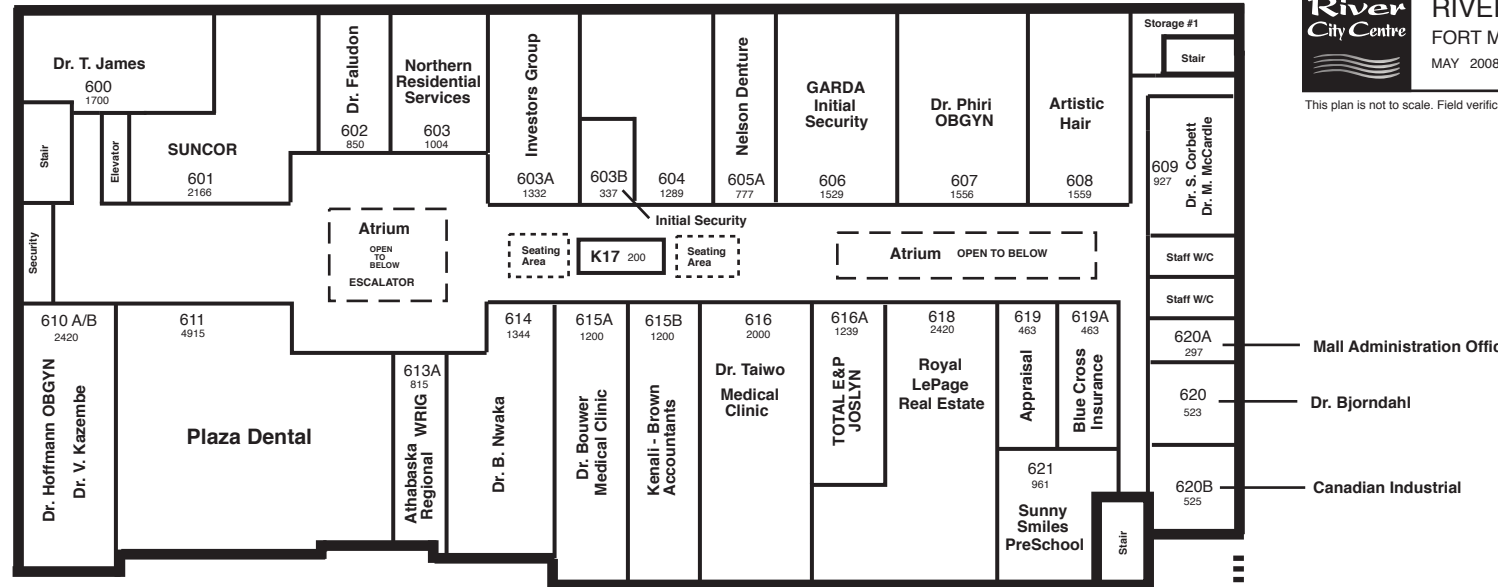 River
City Centre
RIVE
FORT M
MAY 2008
This plan is not to scale. Field verific
Dr. T. James
600
1700
Stair
Elevator
SUNCOR
601
2166
Dr. Faludon
602
850
Northern
Residential
Services
603
1004
Investors Group
603A
1332
603B
337
Initial Security
604
1289
Nelson Denture
605A
777
GARDA
Initial
Security
606
1529
Dr. Phiri
OBGYN
607
1556
Artistic
Hair
608
1559
Storage #1
Stair
609
927
Dr. S. Corbett
Dr. M. McCardle
Security
Atrium
OPEN
TO
BELOW
ESCALATOR
Seating
Area
K17 200
Seating
Area
Atrium OPEN TO BELOW
Staff W/C
Staff W/C
610 A/B
2420
Dr. Hoffmann OBGYN
Dr. V. Kazembe
611
4915
Plaza Dental
613A
815
Athabaska WRIG
Regional
614
1344
Dr. B. Nwaka
615A
1200
Dr. Bouwer
Medical Clinic
615B
1200
Kenali - Brown
Accountants
616
2000
Dr. Taiwo
Medical
Clinic
616A
1239
TOTAL E&P
JOSLYN
618
2420
Royal
LePage
Real Estate
619
463
Appraisal
619A
463
Blue Cross
Insurance
621
961
Sunny
Smiles
PreSchool
Stair
620A
297
Mall Administration Offic
620
523
Dr. Bjorndahl
620B
525
Canadian Industrial